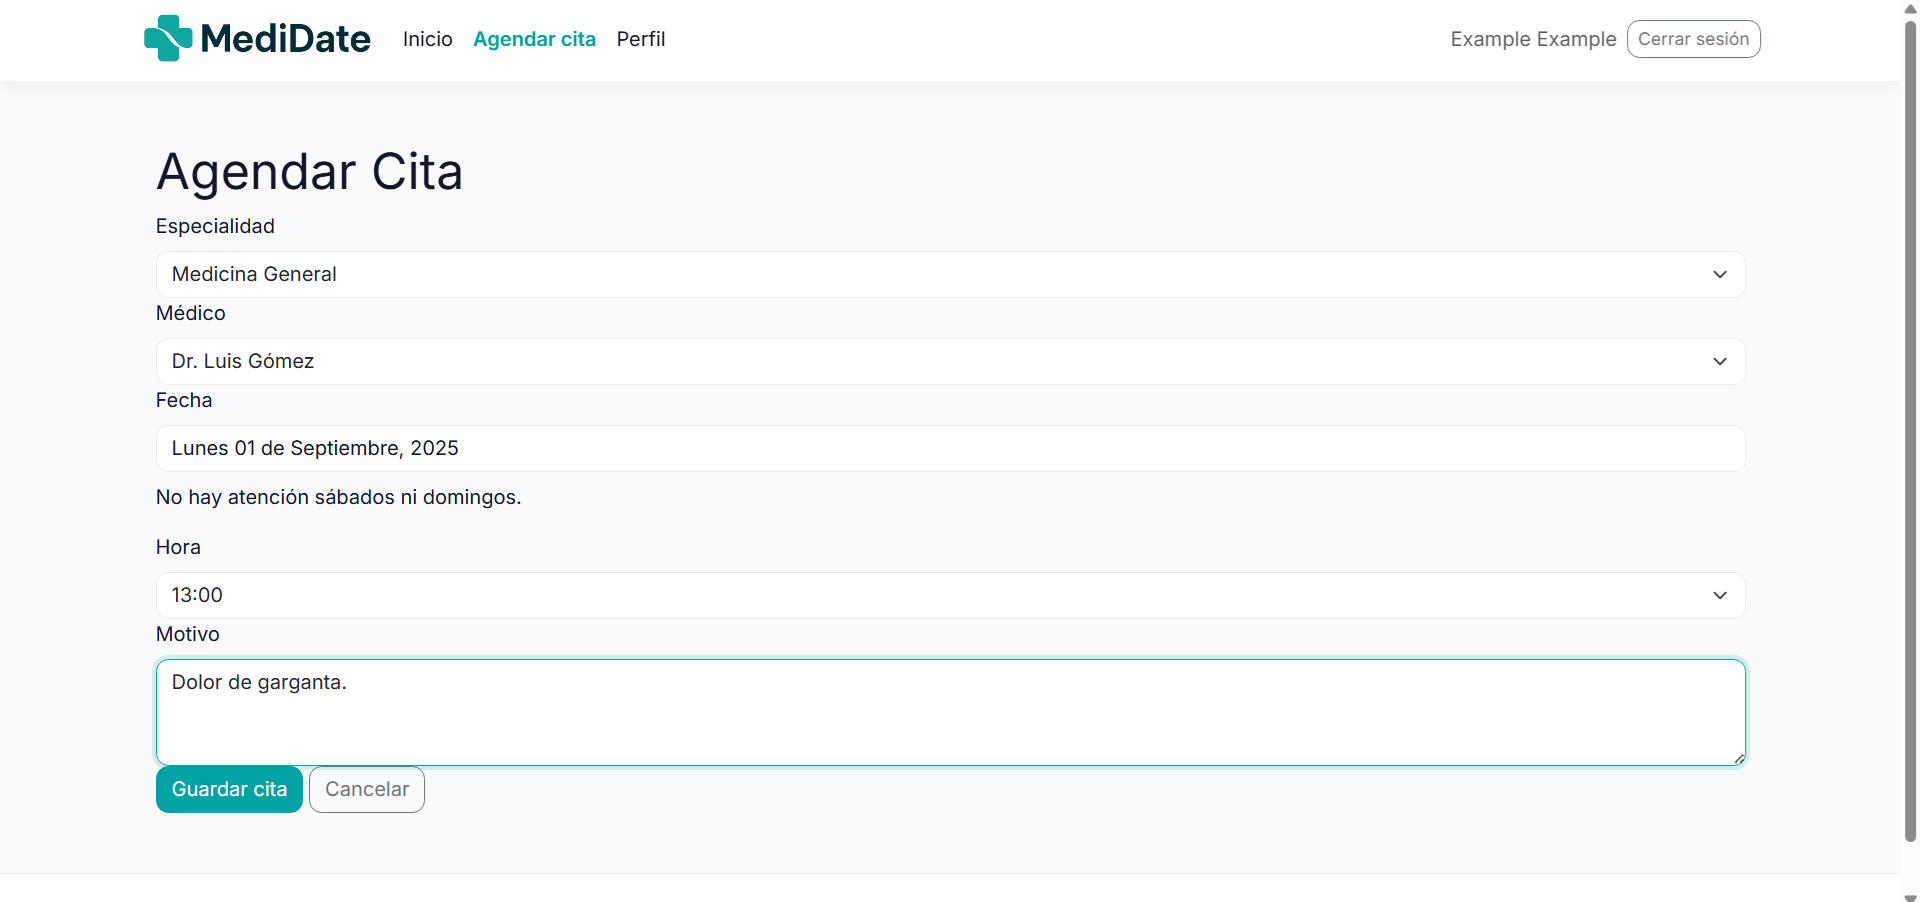 MediDate Inicio Agendar cita Perfil Example Example Cerrar sesión
Agendar Cita
Especialidad
Medicina General
Médico
Dr. Luis Gómez
Fecha
Lunes 01 de Septiembre, 2025
No hay atención sábados ni domingos.
Hora
13:00
Motivo
Dolor de garganta.
Guardar cita Cancelar